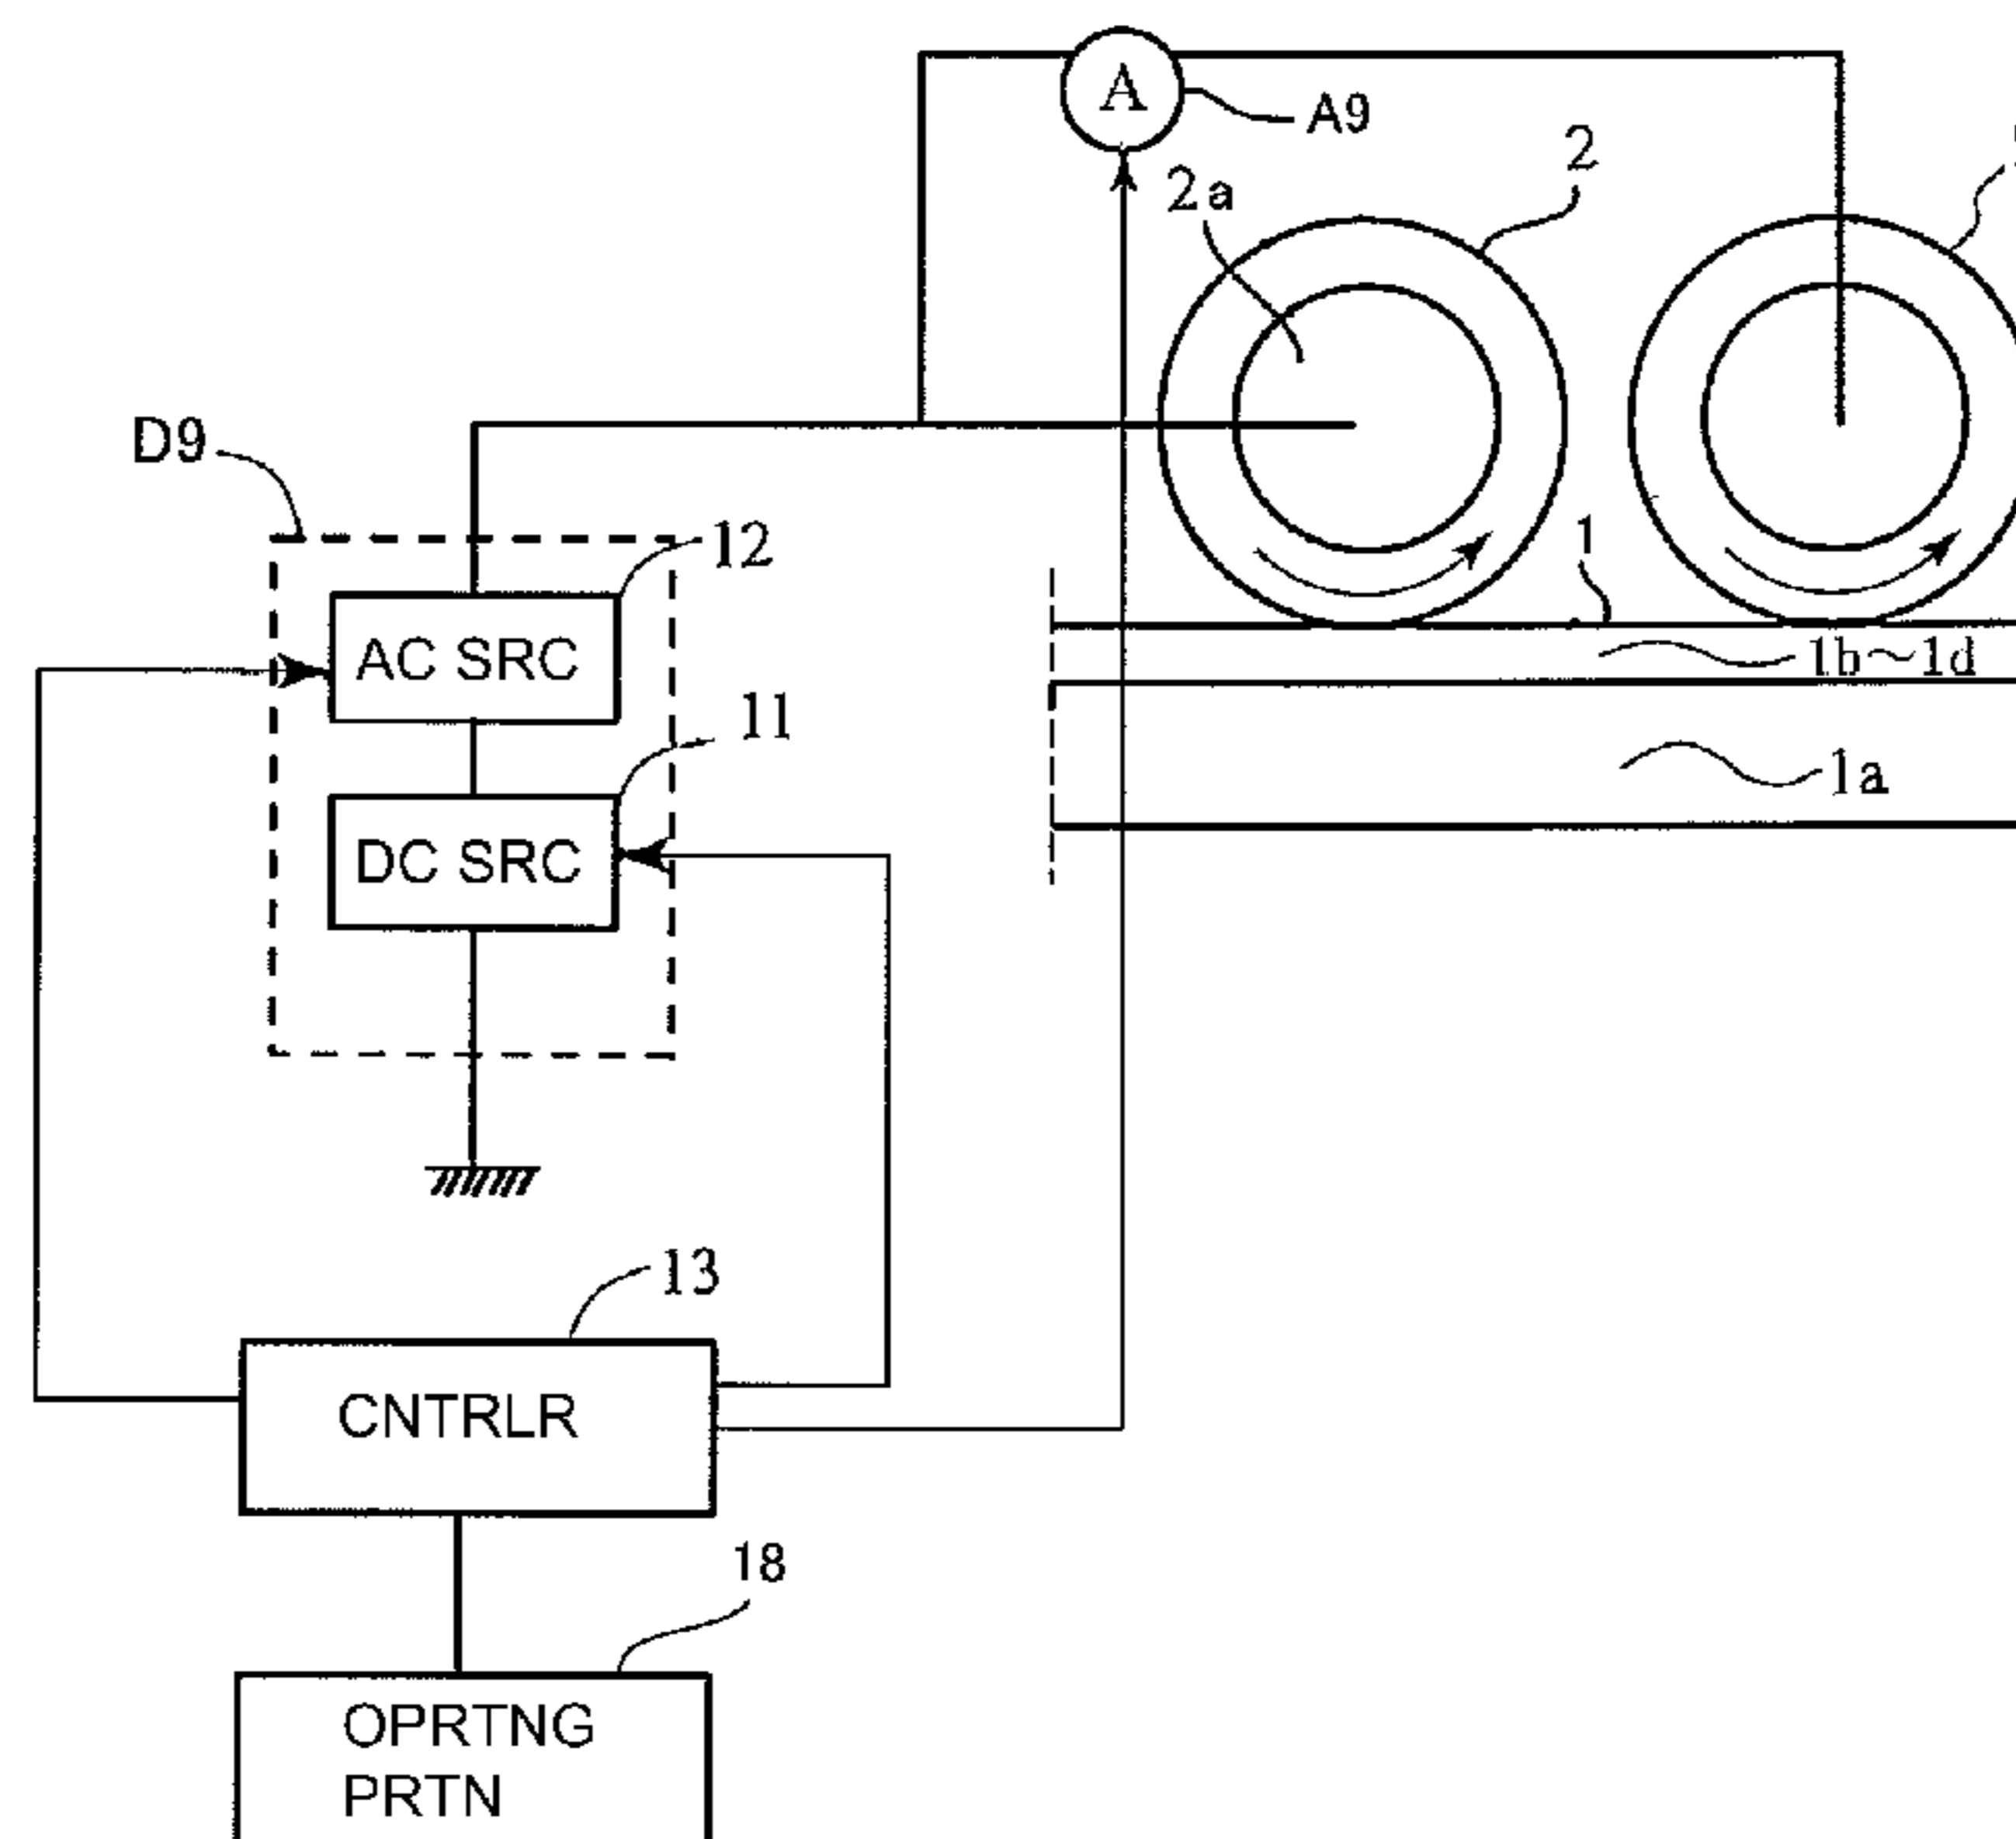 A
A9
2
2a
D9
12
1
AC SRC
1b～1d
11
1a
DC SRC
13
CNTRLR
18
OPRTNG
PRTN